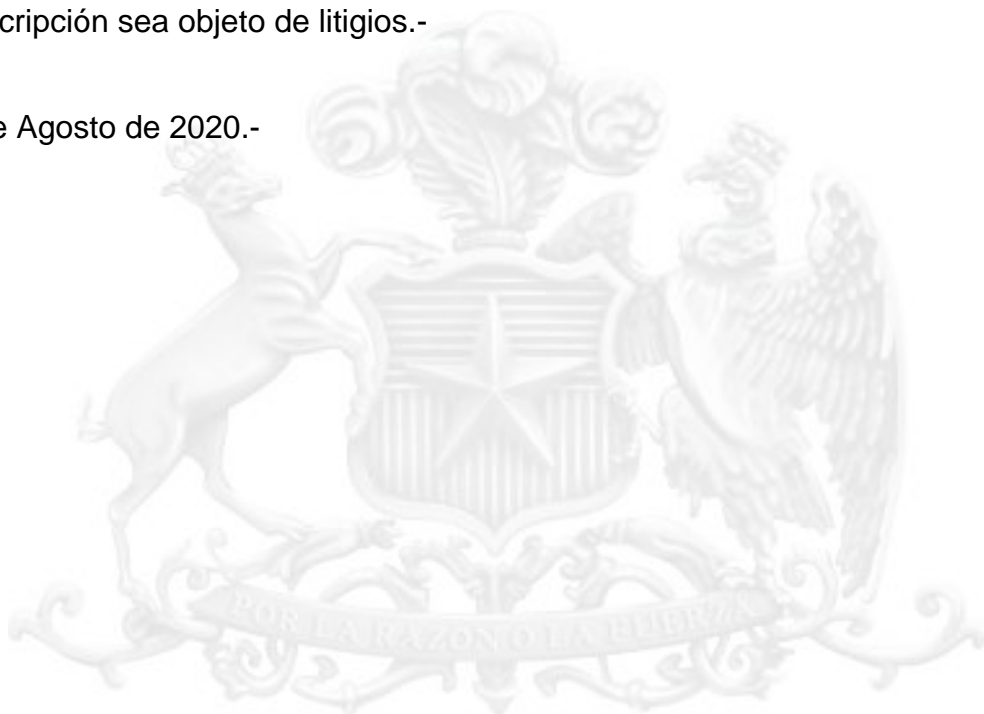 cripción sea objeto de litigios.-
e Agosto de 2020.-
POR LA RAZON O LA FUERZA